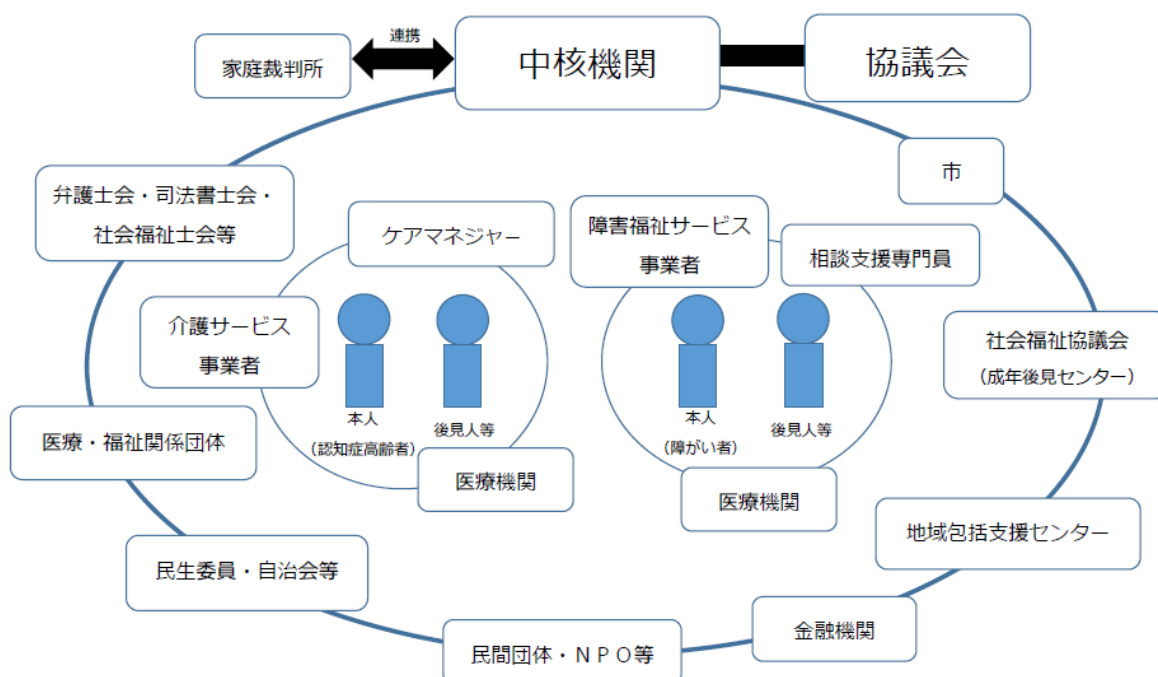 連携
家庭裁判所
中核機関
協議会
市
弁護士会・司法書士会・
社会福祉士会等
ケアマネジャー
障害福祉サービス
事業者
相談支援専門員
介護サービス
事業者
社会福祉協議会
（成年後見センター）
本人
（認知症高齢者）
後見人等
本人
（障がい者）
後見人等
医療・福祉関係団体
医療機関
医療機関
地域包括支援センター
民生委員・自治会等
金融機関
民間団体・ＮＰＯ等